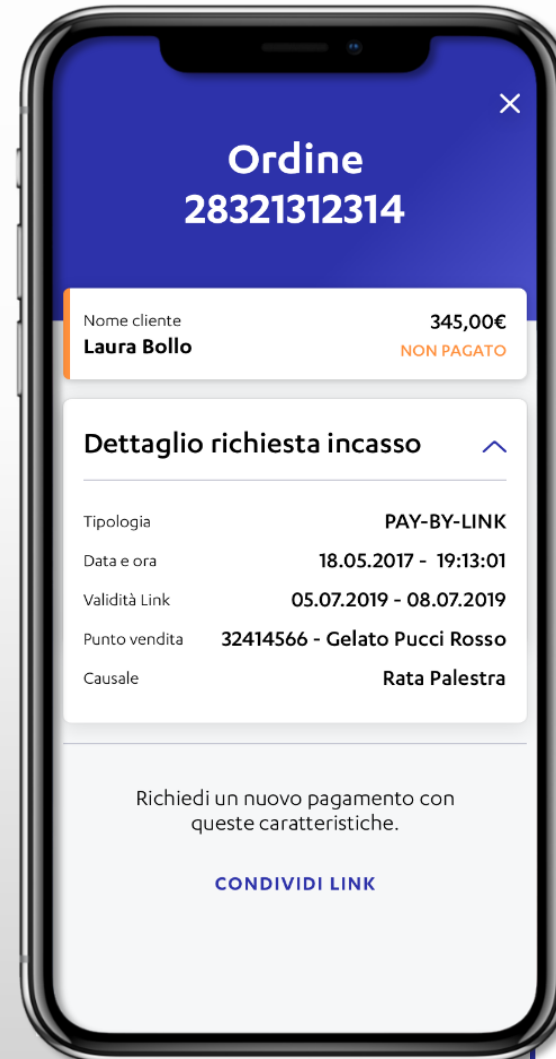 Ordine
28321312314
Nome cliente 345,00€
Laura Bollo NON PAGATO
Dettaglio richiesta incasso
Tipologia PAY-BY-LINK
Data e ora 18.05.2017 - 19:13:01
Validità Link 05.07.2019 - 08.07.2019
Punto vendita 32414566 - Gelato Pucci Rosso
Causale Rata Palestra
Richiedi un nuovo pagamento con
queste caratteristiche.
CONDIVIDI LINK